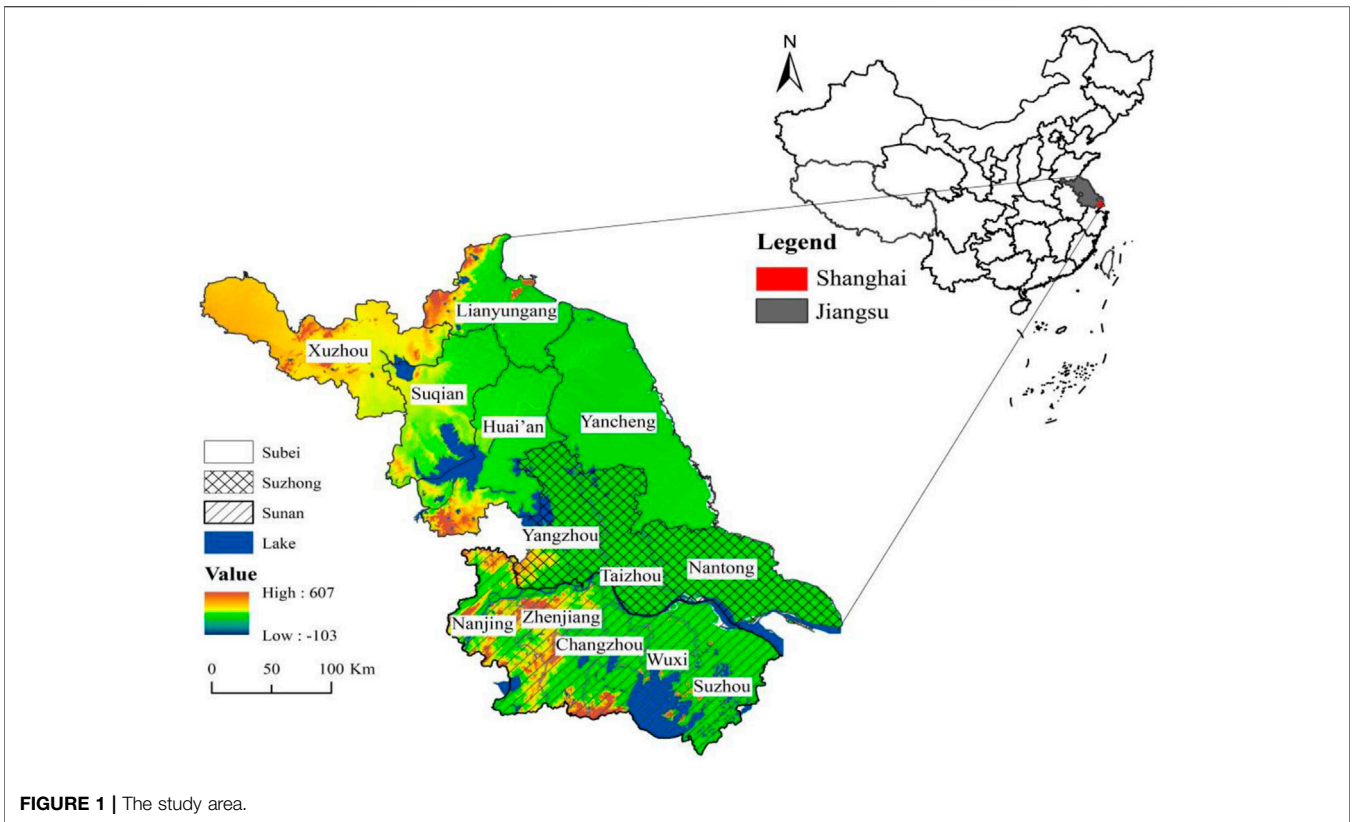 N
Legend
Shanghai
Jiangsu
Lianyungang
Xuzhou
Suqian
Huai'an
Yancheng
Subei
Suzhong
Sunan
Lake
Value
High : 607
Low : -103
0 50 100 Km
Yangzhou
Taizhou
Nantong
Nanjing
Zhenjiang
Changzhou
Wuxi
Suzhou
FIGURE 1 | The study area.